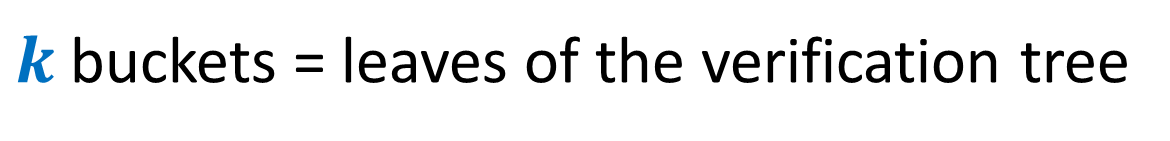 k buckets = leaves of the verification tree